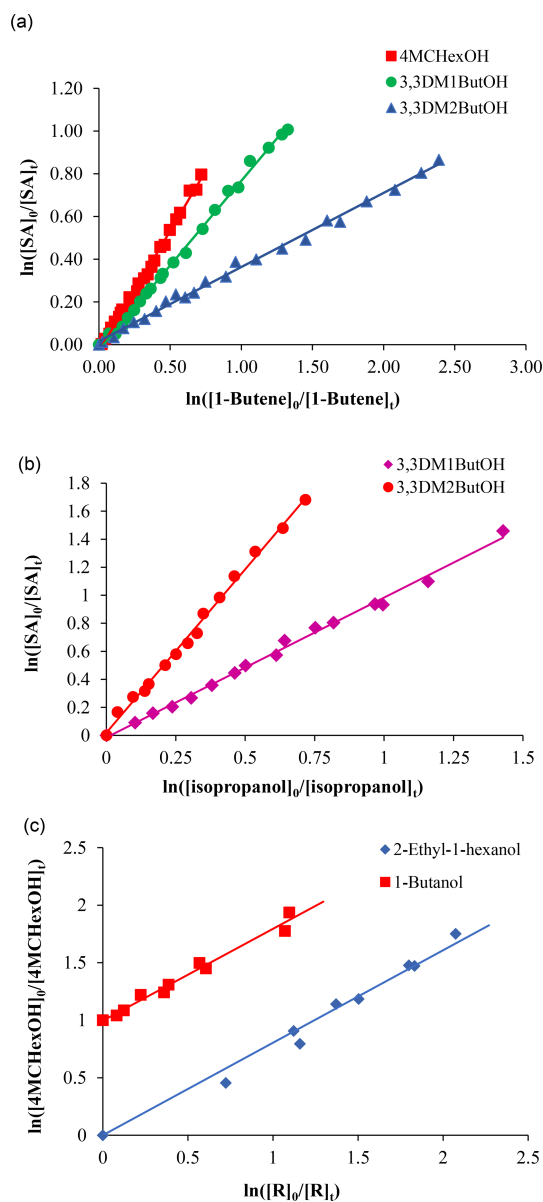 (a)
4MCHexOH
3,3DM1ButOH
3,3DM2ButOH
1.20
1.00
0.80
0.60
0.40
0.20
0.00
ln([SA]0/[SA]t)
0.00 0.50 1.00 1.50 2.00 2.50 3.00
ln([1-Butene]0/[1-Butene]t)
(b)
3,3DM1ButOH
3,3DM2ButOH
1.8
1.6
1.4
1.2
1
0.8
0.6
0.4
0.2
0
ln([SA]0/[SA]t)
0 0.25 0.5 0.75 1 1.25 1.5
ln([isopropanol]0/[isopropanol]t)
(c)
2-Ethyl-1-hexanol
1-Butanol
2.5
2
1.5
1
0.5
0
ln([4MCHexOH]0/[4MCHexOH]t)
0 0.5 1 1.5 2 2.5
ln([R]0/[R]t)